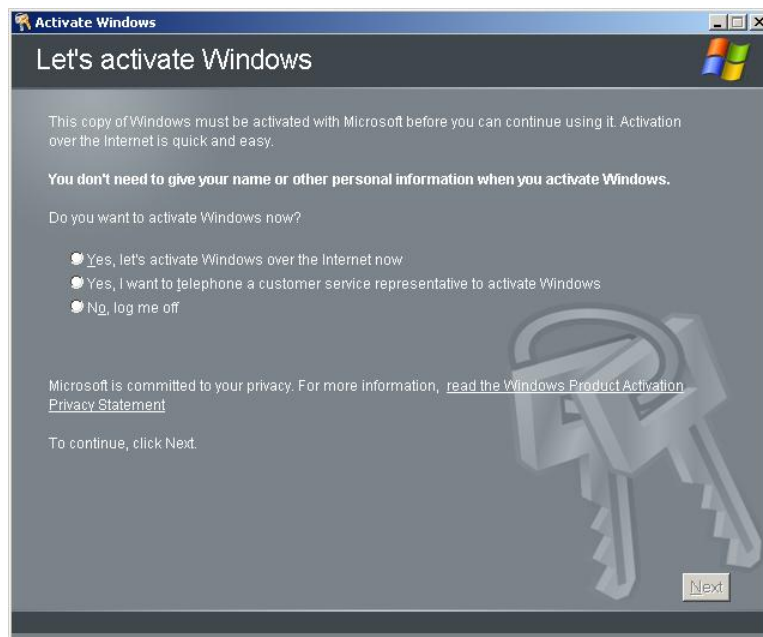 Activate Windows
Let's activate Windows
This copy of Windows must be activated with Microsoft before you can continue using it. Activation
over the Internet is quick and easy.
You don't need to give your name or other personal information when you activate Windows.
Do you want to activate Windows now?
Yes, let's activate Windows over the Internet now
Yes, I want to telephone a customer service representative to activate Windows
No, log me off
Microsoft is committed to your privacy. For more information, read the Windows Product Activation
Privacy Statement
To continue, click Next.
Next